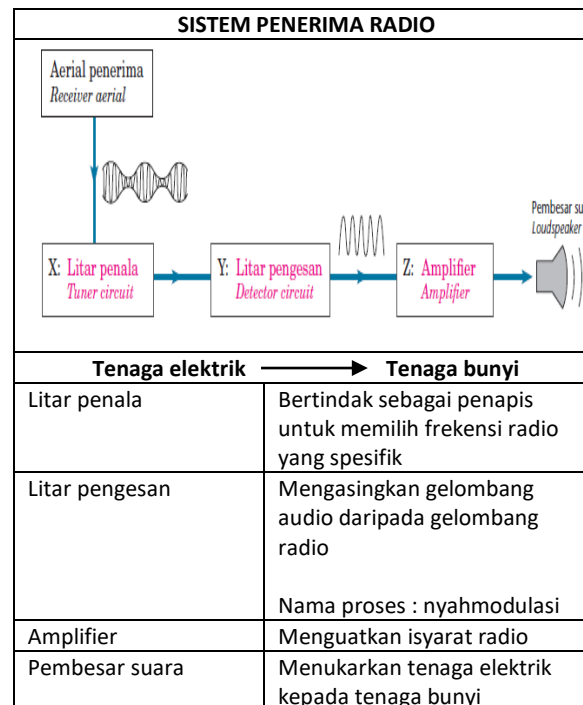 SISTEM PENERIMA RADIO
Aerial penerima
Receiver aerial
Pembesar su
Loudspeaker
X: Litar penala
Tuner circuit
Y: Litar pengesan
Detector circuit
Z: Amplifier
Amplifier
Tenaga elektrik Tenaga bunyi
Litar penala
Bertindak sebagai penapis
untuk memilih frekensi radio
yang spesifik
Litar pengesan
Mengasingkan gelombang
audio daripada gelombang
radio
Nama proses : nyahmodulasi
Amplifier
Menguatkan isyarat radio
Pembesar suara
Menukarkan tenaga elektrik
kepada tenaga bunyi